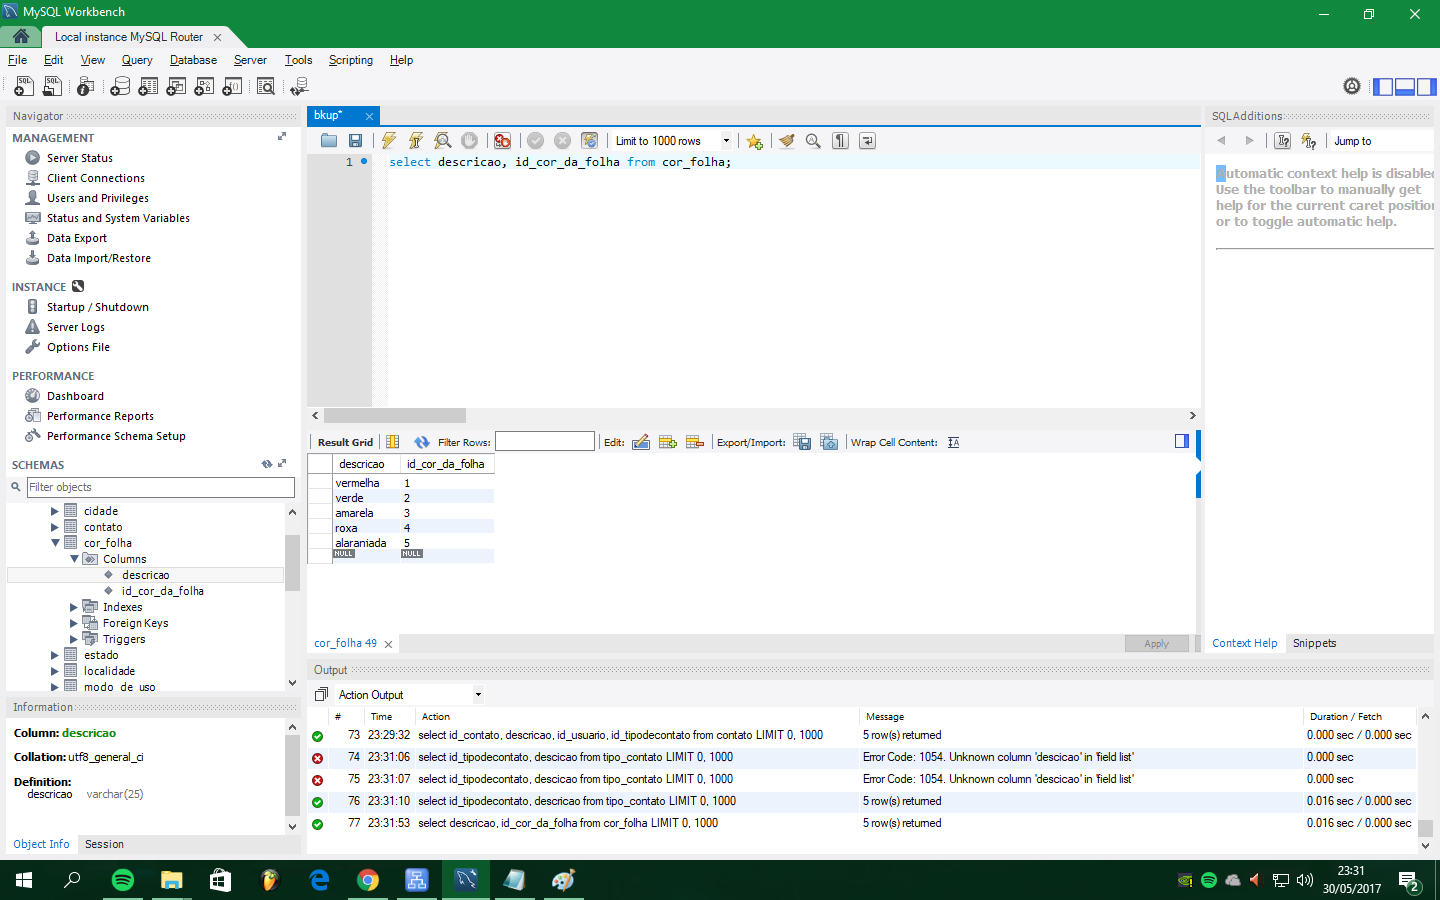 MySQL Workbench
Local instance MySQL Router
File Edit View Query Database Server Tools Scripting Help
Navigator
MANAGEMENT
Server Status
Client Connections
Users and Privileges
Status and System Variables
Data Export
Data Import/Restore
INSTANCE
Startup / Shutdown
Server Logs
Options File
PERFORMANCE
Dashboard
Performance Reports
Performance Schema Setup
SCHEMAS
Filter objects
cidade
contato
cor_folha
Columns
descricao
id_cor_da_folha
Indexes
Foreign Keys
Triggers
estado
localidade
modo_de_uso
Information
Column: descricao
Collation: utf8_general_ci
Definition:
descricao varchar(25)
Object Info Session
bkup*
Limit to 1000 rows
1 select descricao, id_cor_da_folha from cor_folha;
Result Grid Filter Rows: Edit: Export/Import: Wrap Cell Content: IA
descricao id_cor_da_folha
vermelha 1
verde 2
amarela 3
roxa 4
alaranjada 5
NULL NULL
cor_folha 49 Apply
SQLAdditions
Jump to
Automatic context help is disabled
Use the toolbar to manually get
help for the current caret position
or to toggle automatic help.
Context Help Snippets
Output
Action Output
# Time Action Message Duration / Fetch
73 23:29:32 select id_contato, descricao, id_usuario, id_tipodecontato from contato LIMIT 0, 1000 5 row(s) returned 0.000 sec / 0.000 sec
74 23:31:06 select id_tipodecontato, descicao from tipo_contato LIMIT 0, 1000 Error Code: 1054. Unknown column 'descicao' in 'field list' 0.000 sec
75 23:31:07 select id_tipodecontato, descicao from tipo_contato LIMIT 0, 1000 Error Code: 1054. Unknown column 'descicao' in 'field list' 0.000 sec
76 23:31:10 select id_tipodecontato, descricao from tipo_contato LIMIT 0, 1000 5 row(s) returned 0.016 sec / 0.000 sec
77 23:31:53 select descricao, id_cor_da_folha from cor_folha LIMIT 0, 1000 5 row(s) returned 0.016 sec / 0.000 sec
23:31
30/05/2017
2